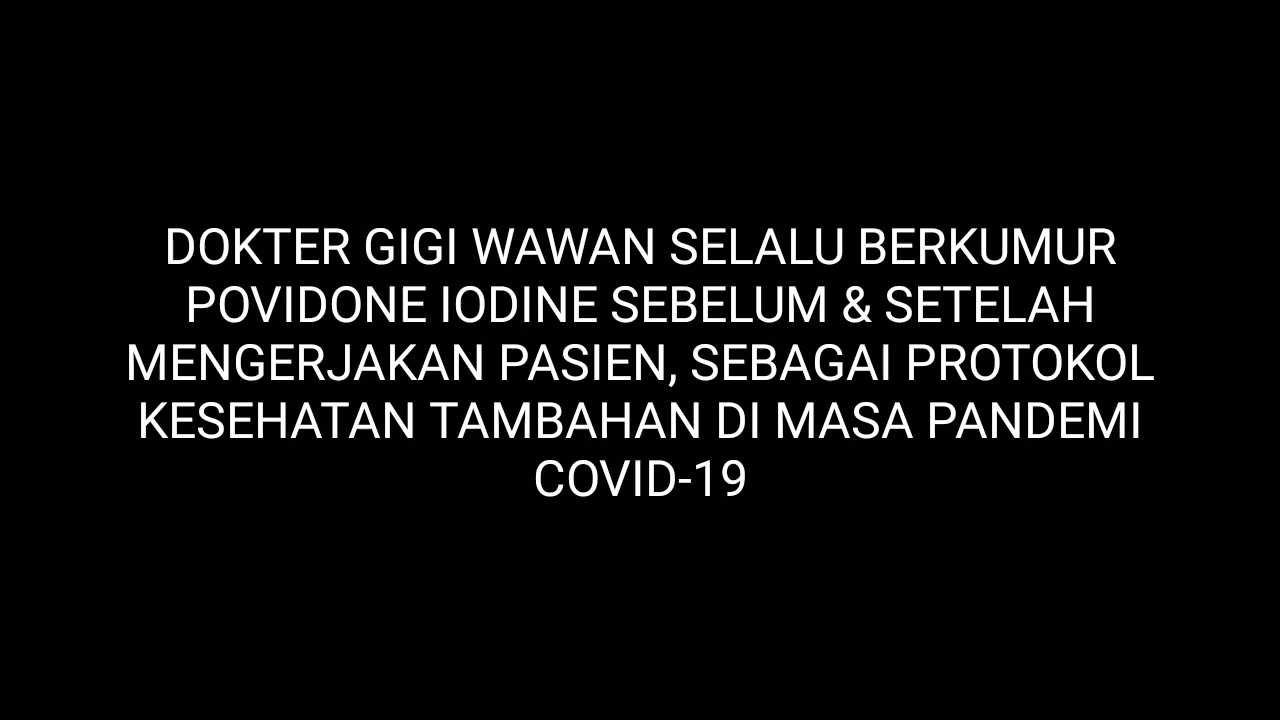 DOKTER GIGI WAWAN SELALU BERKUMUR
POVIDONE IODINE SEBELUM & SETELAH
MENGERJAKAN PASIEN, SEBAGAI PROTOKOL
KESEHATAN TAMBAHAN DI MASA PANDEMI
COVID-19